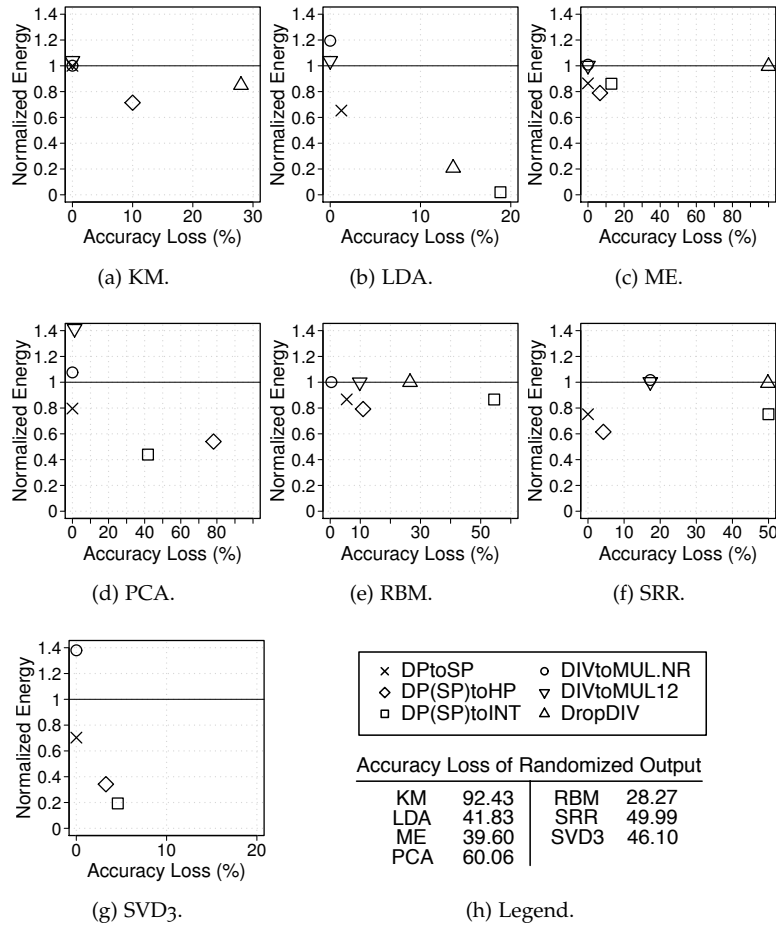 Normalized Energy
1.4
1.2
1
0.8
0.6
0.4
0.2
0
0 10 20 30
Accuracy Loss (%)
(a) KM.
Normalized Energy
1.4
1.2
1
0.8
0.6
0.4
0.2
0
0 10 20
Accuracy Loss (%)
(b) LDA.
Normalized Energy
1.4
1.2
1
0.8
0.6
0.4
0.2
0
0 20 40 60 80
Accuracy Loss (%)
(c) ME.
Normalized Energy
1.4
1.2
1
0.8
0.6
0.4
0.2
0
0 20 40 60 80
Accuracy Loss (%)
(d) PCA.
Normalized Energy
1.4
1.2
1
0.8
0.6
0.4
0.2
0
0 10 20 30 40 50
Accuracy Loss (%)
(e) RBM.
Normalized Energy
1.4
1.2
1
0.8
0.6
0.4
0.2
0
0 10 20 30 40 50
Accuracy Loss (%)
(f) SRR.
Normalized Energy
1.4
1.2
1
0.8
0.6
0.4
0.2
0
0 10 20
Accuracy Loss (%)
(g) SVD3.
DPtoSP DIVtoMUL.NR
DP(SP)toHP DIVtoMUL12
DP(SP)toINT DropDIV
Accuracy Loss of Randomized Output
KM 92.43 RBM 28.27
LDA 41.83 SRR 49.99
ME 39.60 SVD3 46.10
PCA 60.06
(h) Legend.